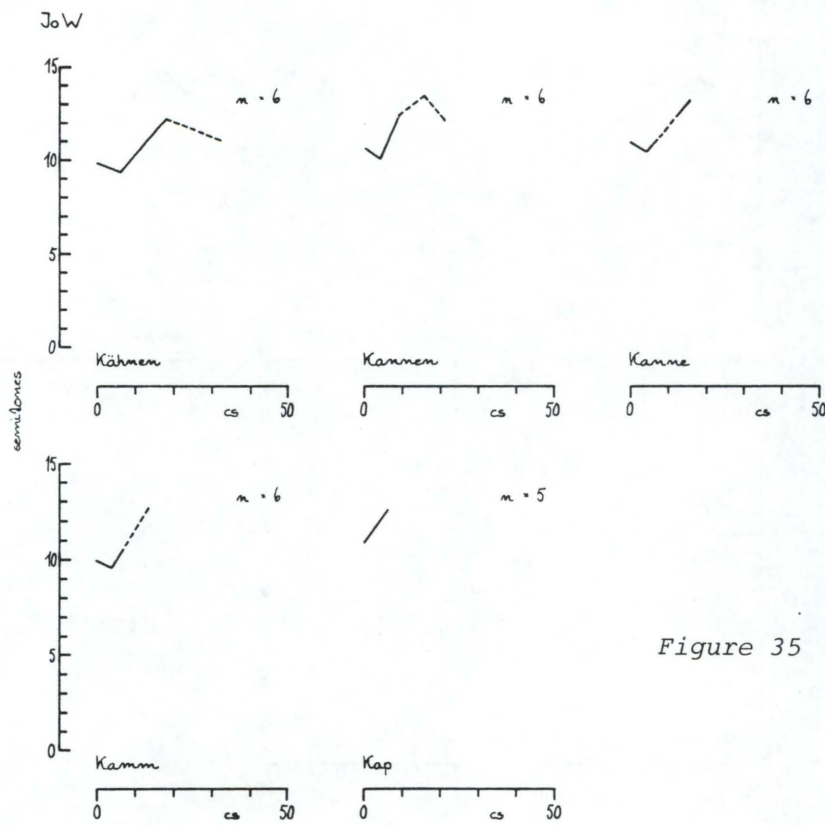 JoW
15
10
5
0
semitones
n = 6
n = 6
n = 6
Kähnen
Kannen
Kanne
0 cs 50
0 cs 50
0 cs 50
15
10
5
0
n = 6
n = 5
Kamm
Kap
0 cs 50
0 cs 50
Figure 35